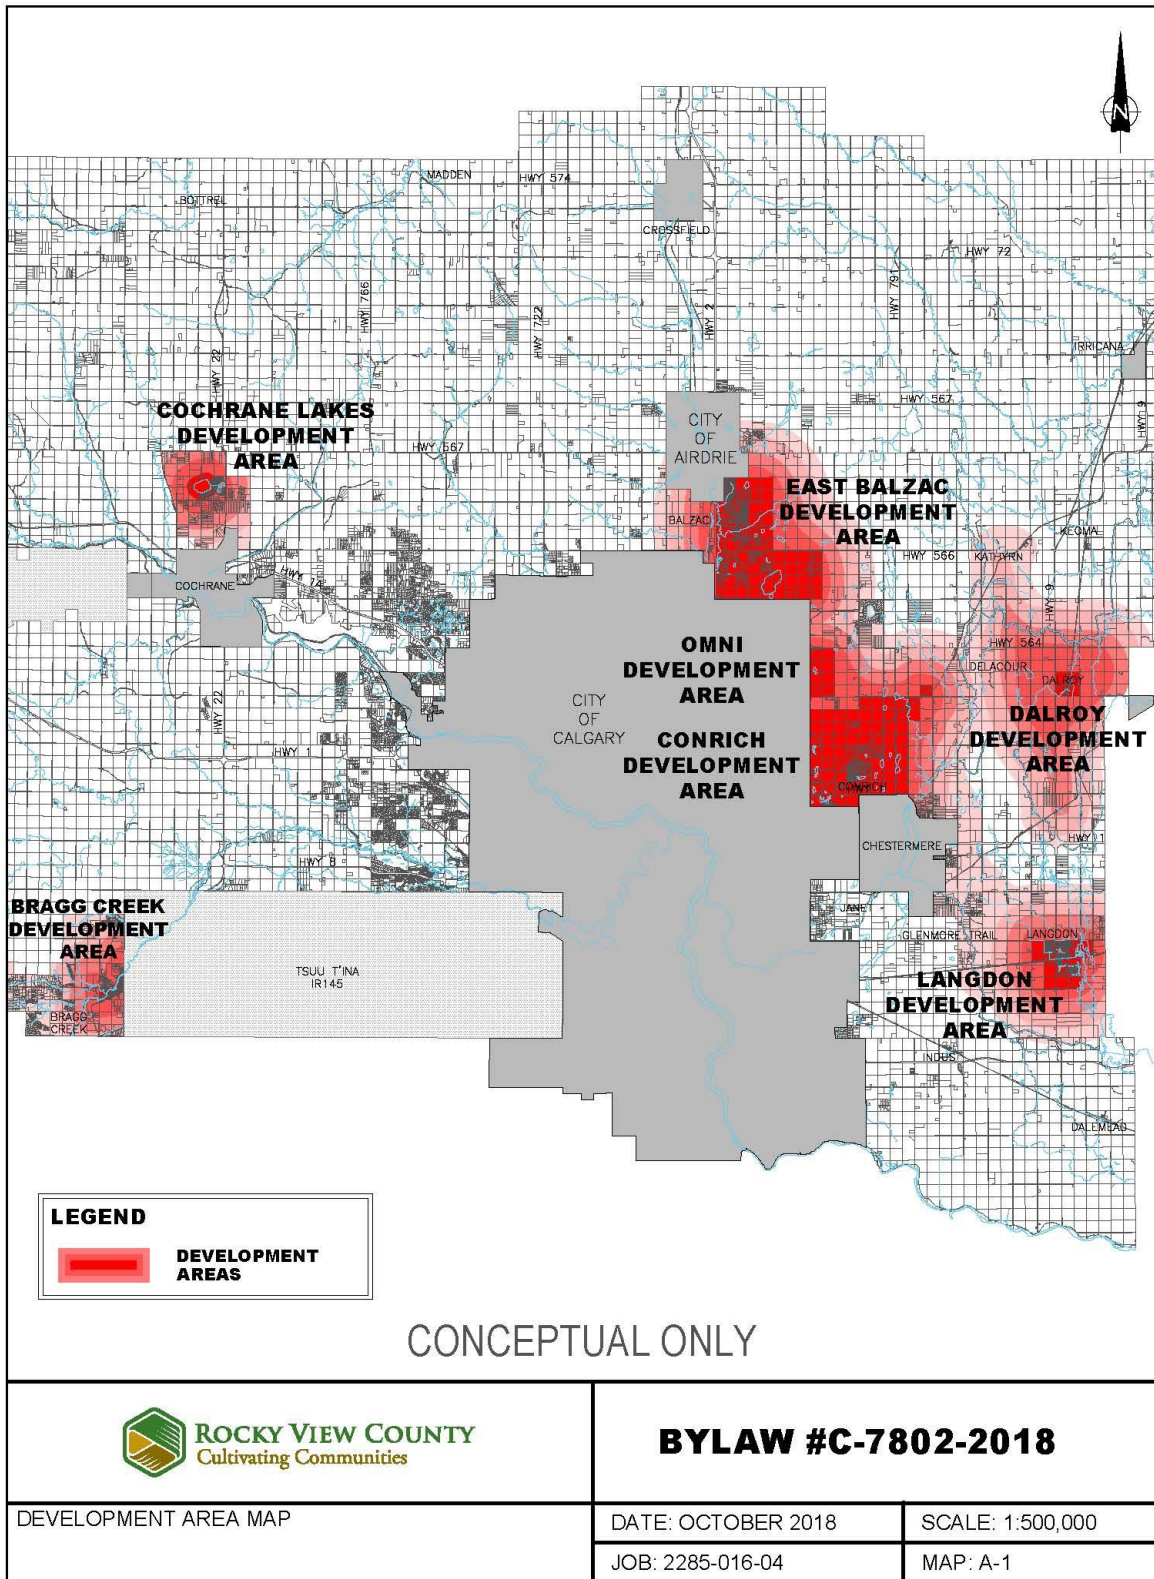 N
MADDEN
HWY 574
BOTTREL
CROSSFIELD
HWY 72
HWY 791
HWY 766
HWY 2
HWY 722
HWY 22
IRRICANA
HWY 9
HWY 567
COCHRANE LAKES
DEVELOPMENT
AREA
HWY 567
CITY
OF
AIRDRIE
EAST BALZAC
DEVELOPMENT
AREA
BALZAC
KEOMA
KATHYRN
HWY 566
HWY 9
COCHRANE
HWY 1A
OMNI
DEVELOPMENT
AREA
HWY 564
DELACOUR
DALROY
HWY 22
CITY
OF
CALGARY
DALROY
DEVELOPMENT
AREA
HWY 1
CONRICH
DEVELOPMENT
AREA
CONRICH
HWY 1
CHESTERMERE
HWY 8
BRAGG CREEK
DEVELOPMENT
AREA
JANET
GLENMORE TRAIL
LANGDON
TSUU T'INA
IR145
LANGDON
DEVELOPMENT
AREA
BRAGG
CREEK
INDUS
DALEMEAD
LEGEND
DEVELOPMENT
AREAS
CONCEPTUAL ONLY
ROCKY VIEW COUNTY
Cultivating Communities
BYLAW #C-7802-2018
DEVELOPMENT AREA MAP
DATE: OCTOBER 2018
SCALE: 1:500,000
JOB: 2285-016-04
MAP: A-1